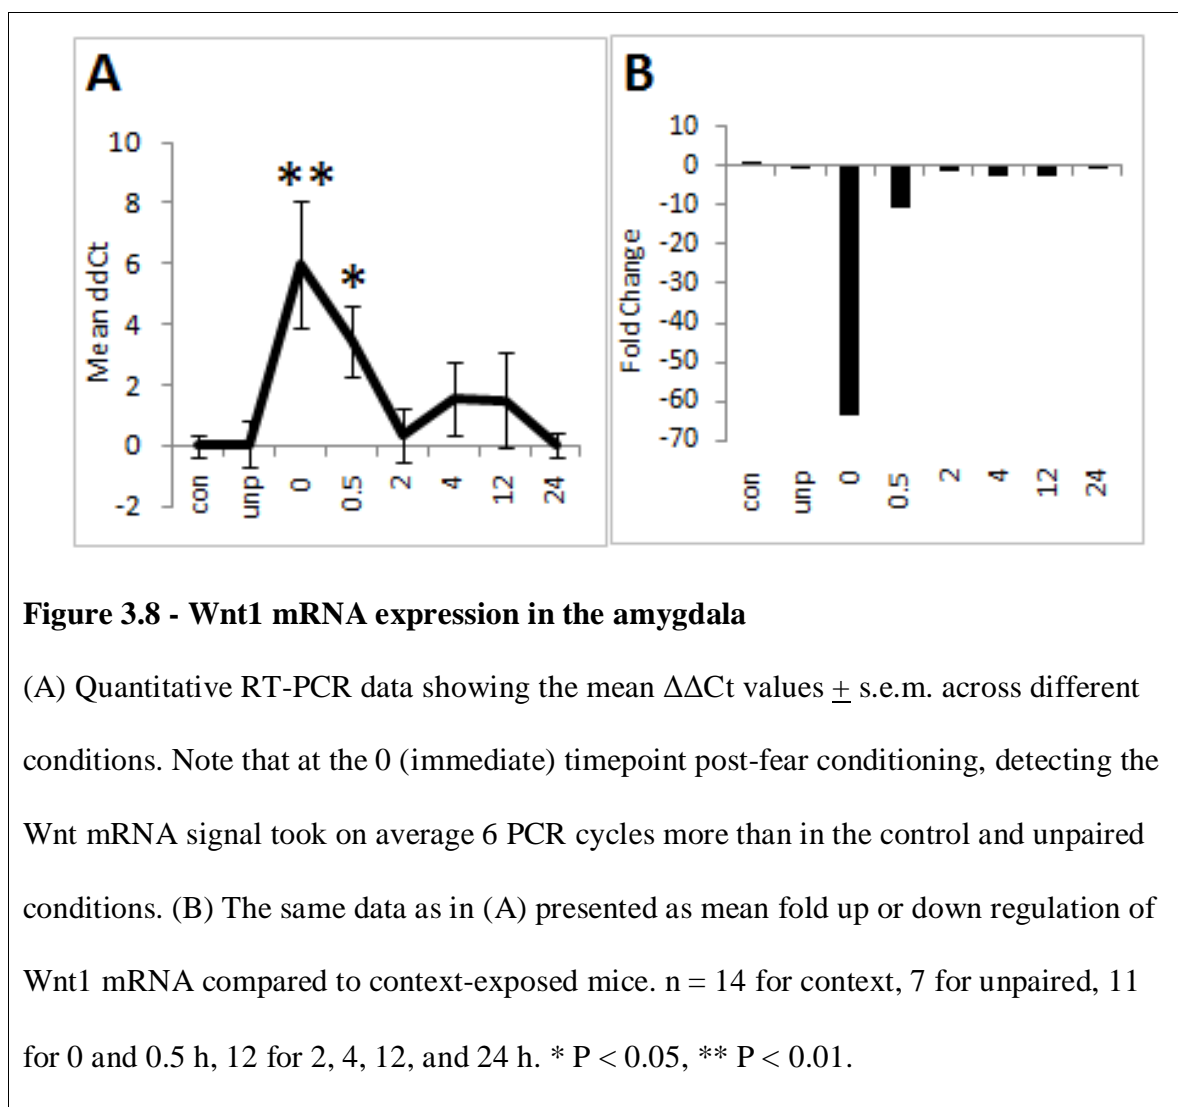 A
B
Mean ddCt
10
8
6
4
2
0
-2
**
*
con
unp
0
0.5
2
4
12
24
Fold Change
10
0
-10
-20
-30
-40
-50
-60
-70
con
unp
0
0.5
2
4
12
24
Figure 3.8 - Wnt1 mRNA expression in the amygdala
(A) Quantitative RT-PCR data showing the mean ΔΔCt values ± s.e.m. across different
conditions. Note that at the 0 (immediate) timepoint post-fear conditioning, detecting the
Wnt mRNA signal took on average 6 PCR cycles more than in the control and unpaired
conditions. (B) The same data as in (A) presented as mean fold up or down regulation of
Wnt1 mRNA compared to context-exposed mice. n = 14 for context, 7 for unpaired, 11
for 0 and 0.5 h, 12 for 2, 4, 12, and 24 h. * P < 0.05, ** P < 0.01.